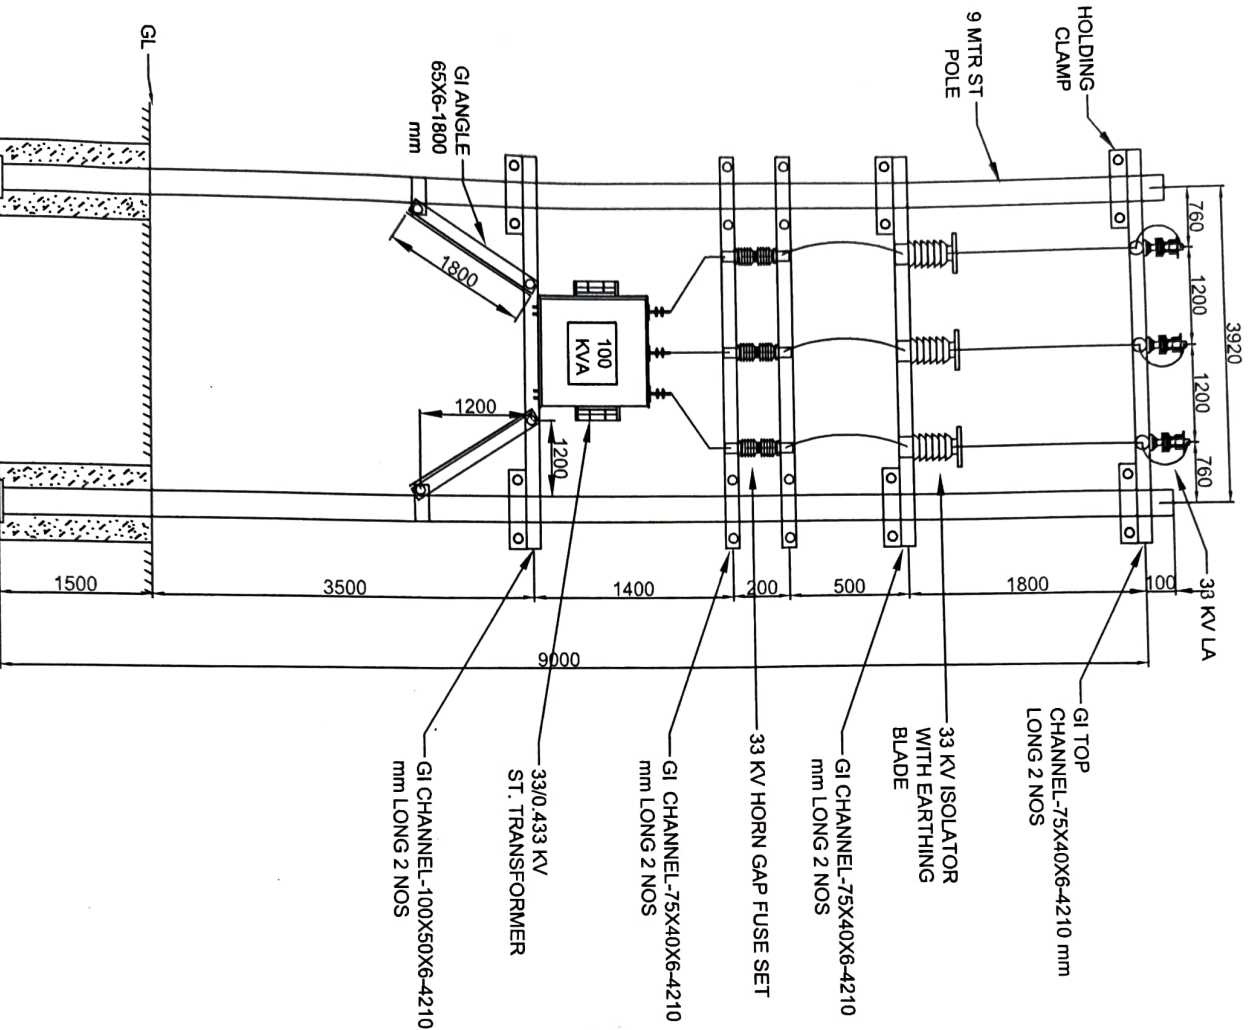 HOLDING
CLAMP
9 MTR ST
POLE
GI ANGLE
65X6-1800
mm
GL
3920
760
1200
1200
760
33 KV LA
GI TOP
CHANNEL-75X40X6-4210 mm
LONG 2 NOS
33 KV ISOLATOR
WITH EARTHING
BLADE
GI CHANNEL-75X40X6-4210
mm LONG 2 NOS
33 KV HORN GAP FUSE SET
GI CHANNEL-75X40X6-4210
mm LONG 2 NOS
33/0.433 KV
ST. TRANSFORMER
GI CHANNEL-100X50X6-4210
mm LONG 2 NOS
100
KVA
1800
1200
1200
100
1800
500
200
1400
3500
1500
9000